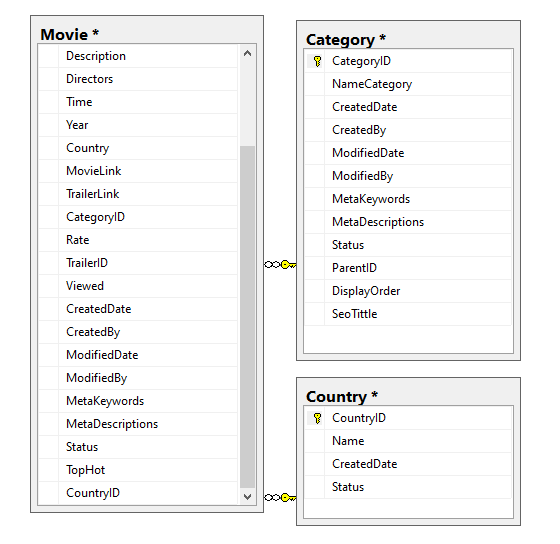 Movie *
Description
Directors
Time
Year
Country
MovieLink
TrailerLink
CategoryID
Rate
TrailerID
Viewed
CreatedDate
CreatedBy
ModifiedDate
ModifiedBy
MetaKeywords
MetaDescriptions
Status
TopHot
CountryID
Category *
CategoryID
NameCategory
CreatedDate
CreatedBy
ModifiedDate
ModifiedBy
MetaKeywords
MetaDescriptions
Status
ParentID
DisplayOrder
SeoTittle
Country *
CountryID
Name
CreatedDate
Status